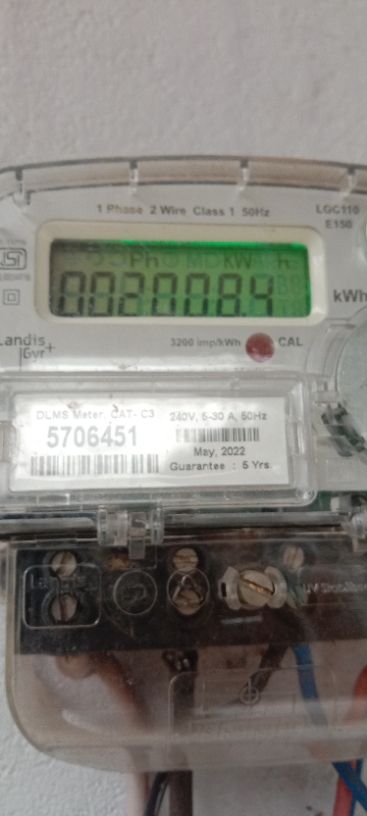 1 Phase 2 Wire Class 1 50Hz
LGC110
E150
Ph MD KW h
002008.4
kWh
Landis
Gyr+
3200 imp/kWh
CAL
DLMS Meter, CAT- C3
240V, 5-30 A, 50Hz
5706451
May, 2022
Guarantee : 5 Yrs.